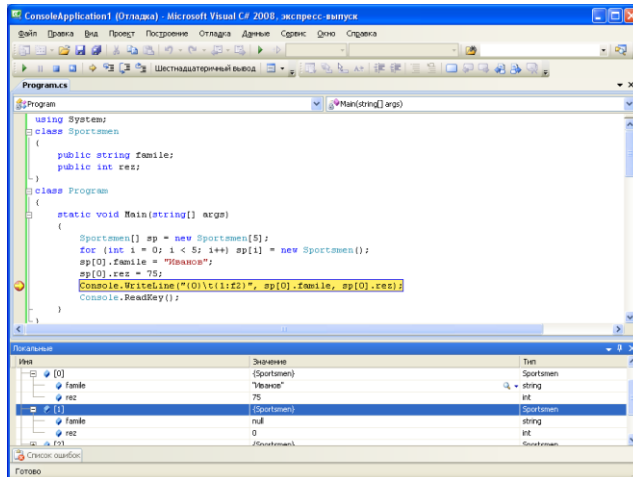 ConsoleApplication1 (Отладка) - Microsoft Visual C# 2008, экспресс-выпуск
Файл Правка Вид Проект Построение Отладка Данные Сервис Окно Справка
Шестнадцатеричный вывод
Program.cs
Program Main(string[] args)
using System;
class Sportsmen
{
public string famile;
public int rez;
}
class Program
{
static void Main(string[] args)
{
Sportsmen[] sp = new Sportsmen[5];
for (int i = 0; i < 5; i++) sp[i] = new Sportsmen();
sp[0].famile = "Иванов";
sp[0].rez = 75;
Console.WriteLine("{0}\t{1:f2}", sp[0].famile, sp[0].rez);
Console.ReadKey();
}
}
Локальные
Имя Значение Тип
[0] {Sportsmen} Sportsmen
famile "Иванов" string
rez 75 int
[1] {Sportsmen} Sportsmen
famile null string
rez 0 int
[2] {Sportsmen} Sportsmen
Список ошибок
Готово